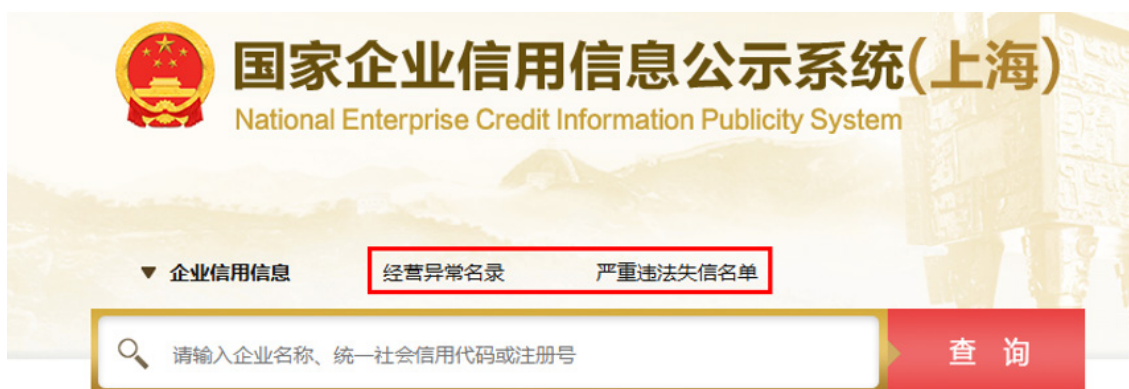 国家企业信用信息公示系统(上海)
National Enterprise Credit Information Publicity System
▼ 企业信用信息 经营异常名录 严重违法失信名单
请输入企业名称、统一社会信用代码或注册号 查 询